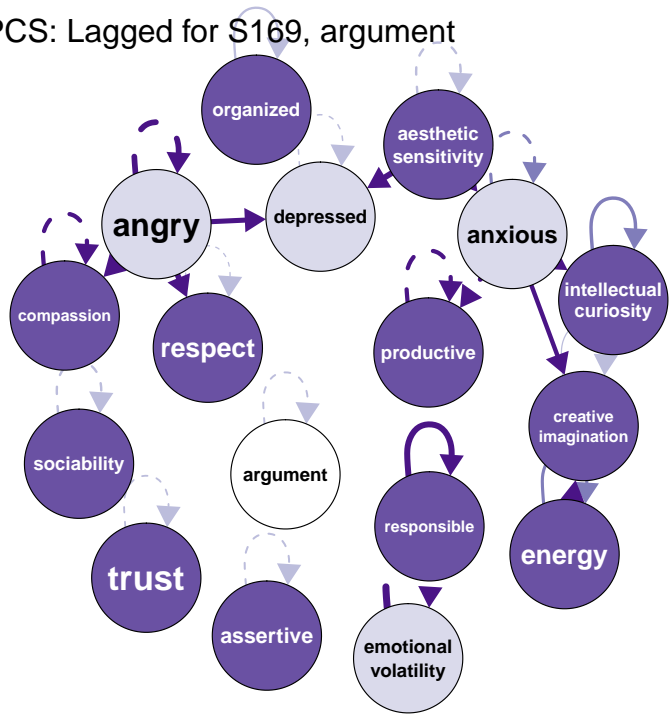 PCS: Lagged for S169, argument
organized
aesthetic
sensitivity
angry
depressed
anxious
compassion
respect
productive
intellectual
curiosity
creative
imagination
sociability
argument
responsible
energy
trust
assertive
emotional
volatility